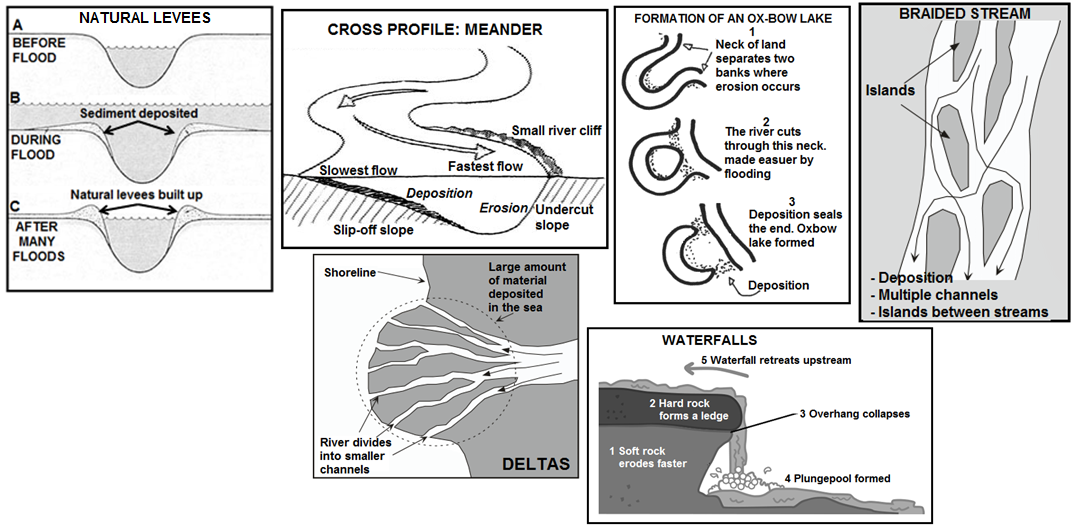 NATURAL LEVEES
A
BEFORE
FLOOD
B
Sediment deposited
DURING
FLOOD
Natural levees built up
C
AFTER
MANY
FLOODS
CROSS PROFILE: MEANDER
Small river cliff
Slowest flow
Fastest flow
Deposition
Erosion
Undercut
slope
Slip-off slope
FORMATION OF AN OX-BOW LAKE
1
Neck of land
separates two
banks where
erosion occurs
2
The river cuts
through this neck.
made easuer by
flooding
3
Deposition seals
the end. Oxbow
lake formed
Deposition
BRAIDED STREAM
Islands
- Deposition
- Multiple channels
- Islands between streams
Shoreline
Large amount
of material
deposited
in the sea
River divides
into smaller
channels
DELTAS
WATERFALLS
5 Waterfall retreats upstream
2 Hard rock
forms a ledge
3 Overhang collapses
1 Soft rock
erodes faster
4 Plungepool formed